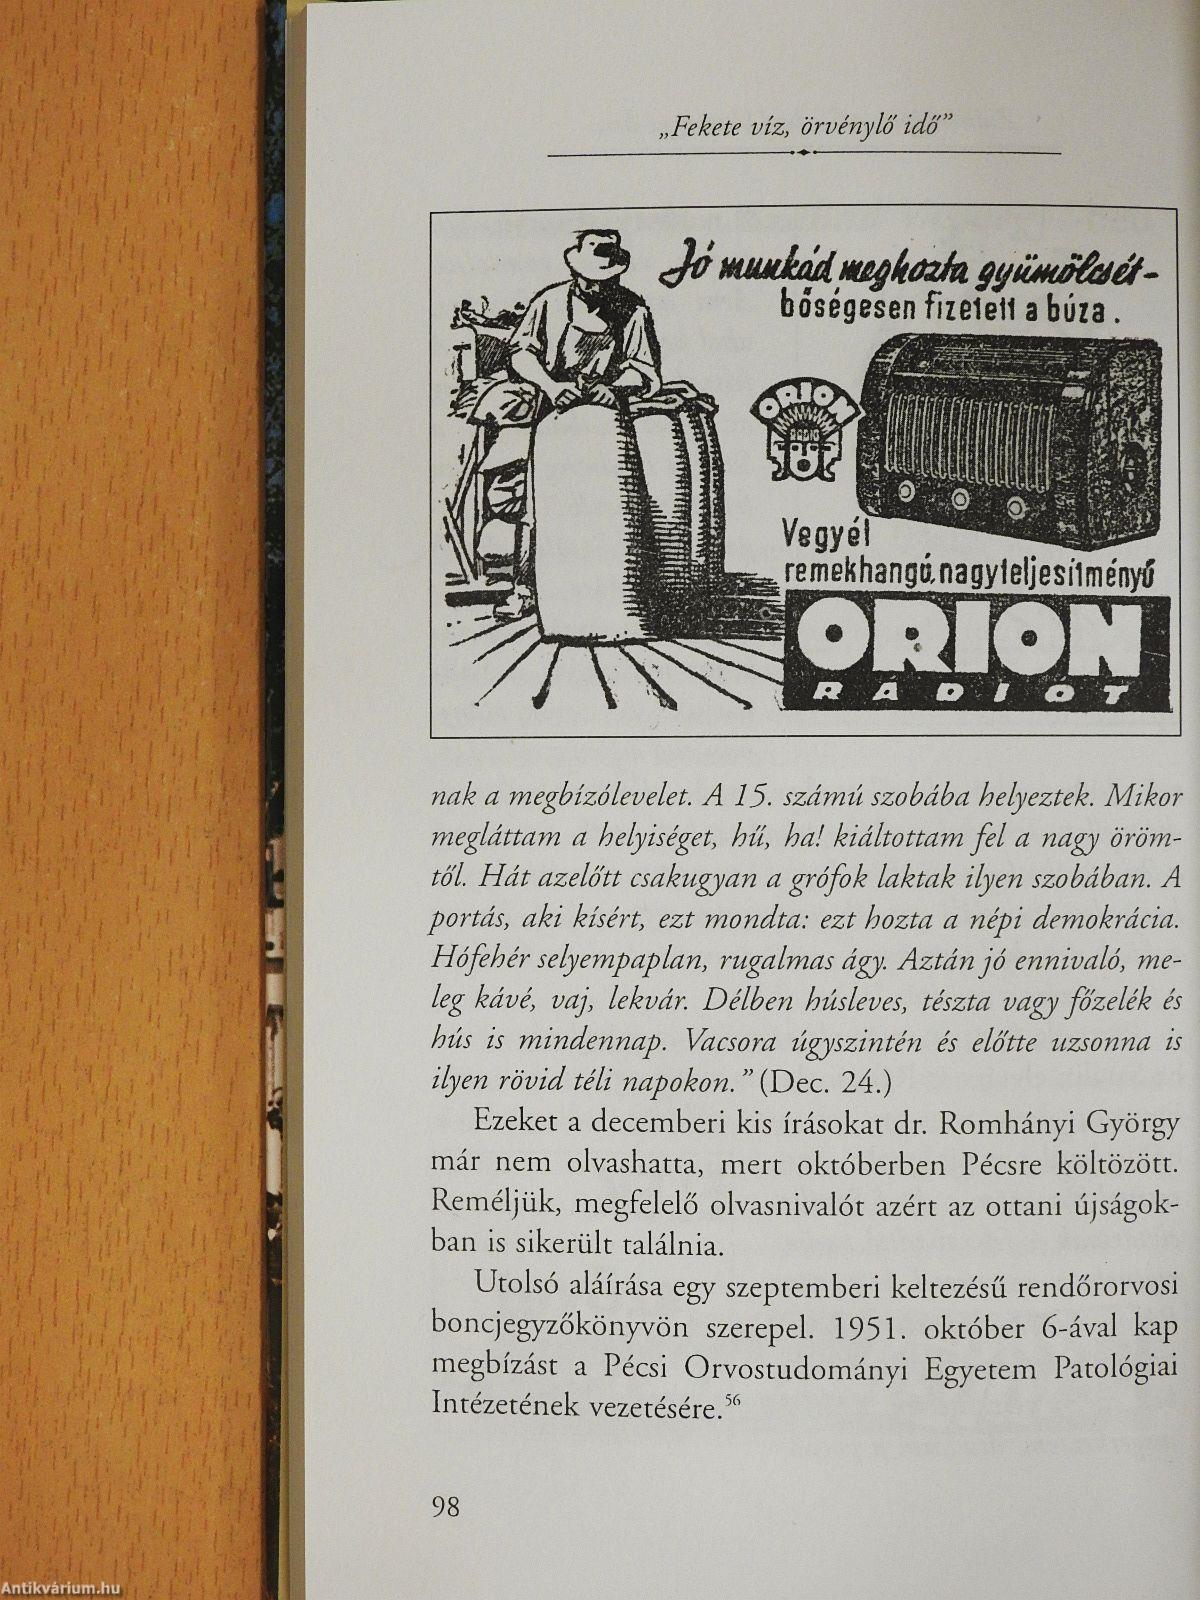 „Fekete víz, örvénylő idő”
Jó munkád meghozta gyümölcsét–
bőségesen fizetett a búza.
ORION
RADIO
Vegyél
remekhangú, nagyteljesítményű
ORION
RÁDIÓT
nak a megbízólevelet. A 15. számú szobába helyeztek. Mikor
megláttam a helyiséget, hű, ha! kiáltottam fel a nagy öröm-
től. Hát azelőtt csakugyan a grófok laktak ilyen szobában. A
portás, aki kísért, ezt mondta: ezt hozta a népi demokrácia.
Hófehér selyempaplan, rugalmas ágy. Aztán jó ennivaló, me-
leg kávé, vaj, lekvár. Délben húsleves, tészta vagy főzelék és
hús is mindennap. Vacsora úgyszintén és előtte uzsonna is
ilyen rövid téli napokon.” (Dec. 24.)
Ezeket a decemberi kis írásokat dr. Romhányi György
már nem olvashatta, mert októberben Pécsre költözött.
Reméljük, megfelelő olvasnivalót azért az ottani újságok-
ban is sikerült találnia.
Utolsó aláírása egy szeptemberi keltezésű rendőrorvosi
boncjegyzőkönyvön szerepel. 1951. október 6-ával kap
megbízást a Pécsi Orvostudományi Egyetem Patológiai
Intézetének vezetésére.56
98
Antikvárium.hu